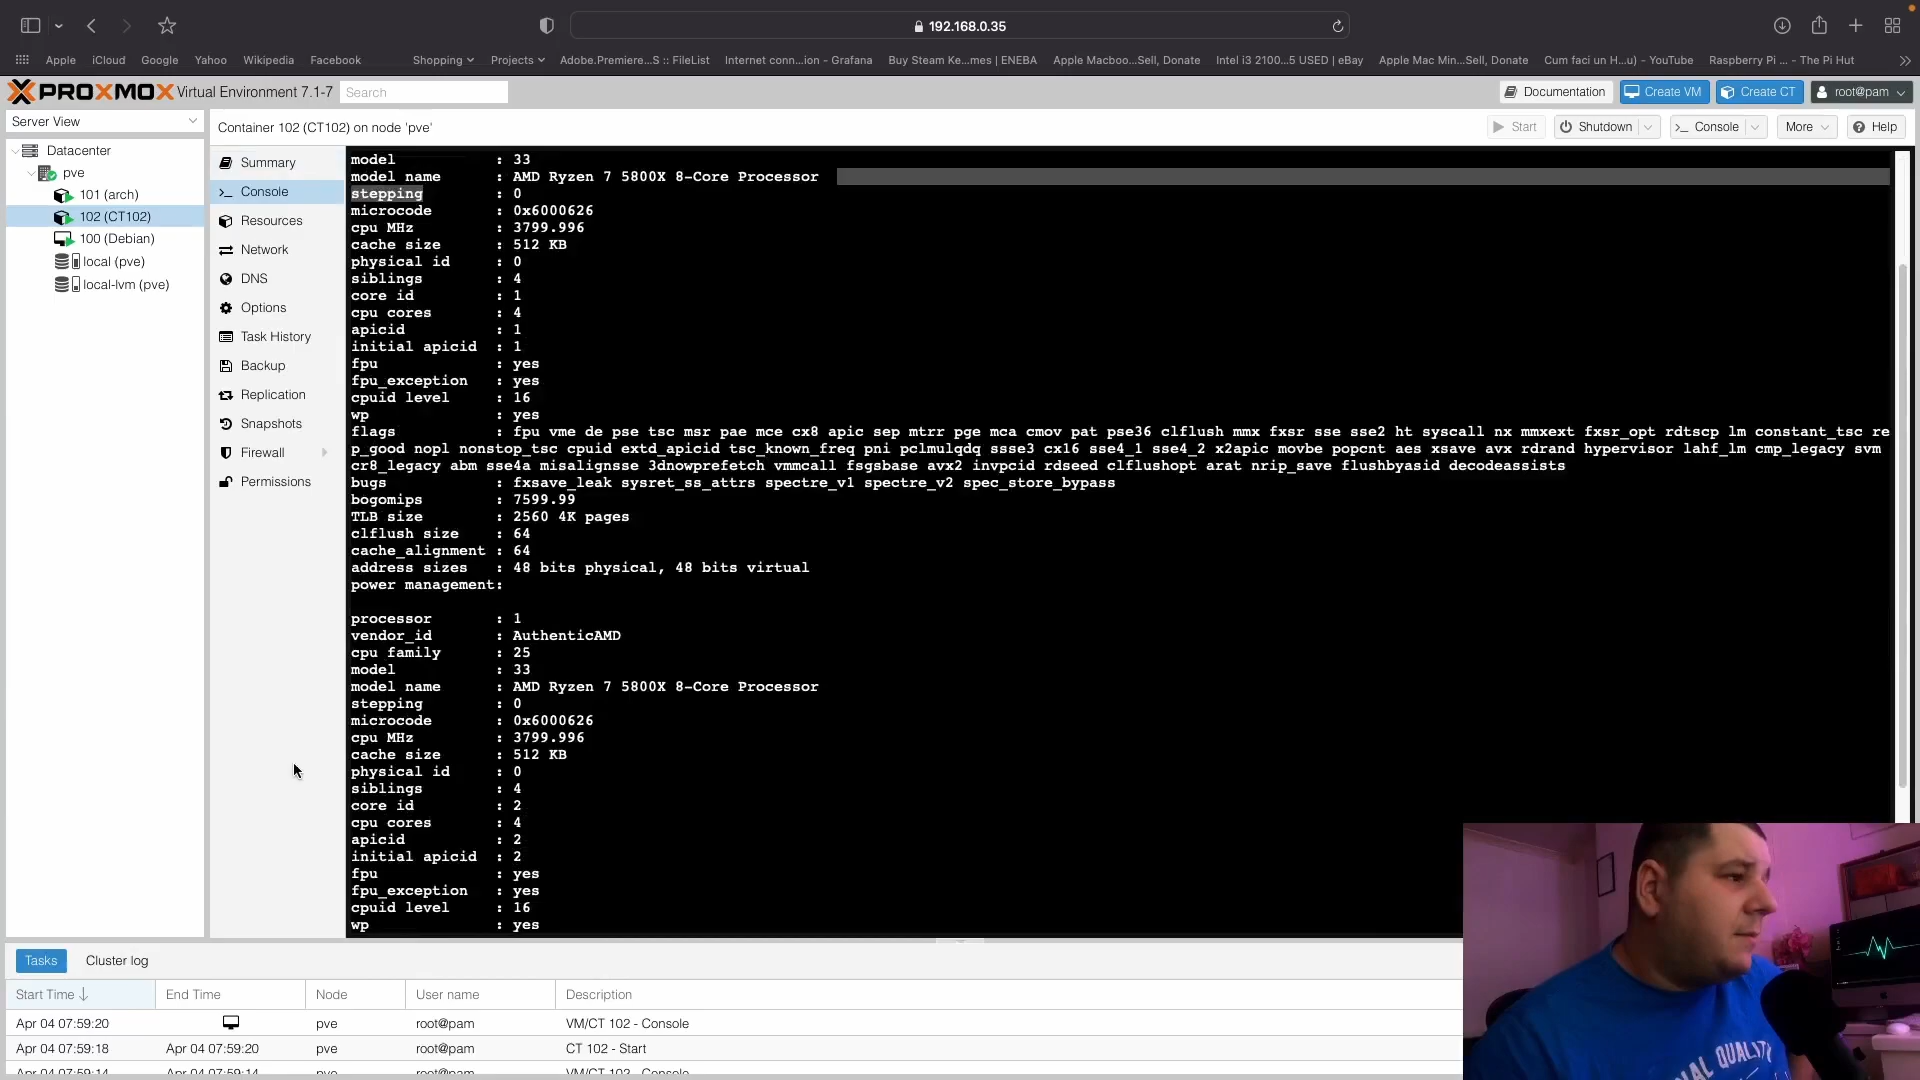 192.168.0.35
Apple iCloud Google Yahoo Wikipedia Facebook Shopping Projects Adobe.Premiere...S :: FileList Internet conn...ion - Grafana Buy Steam Ke...mes | ENEBA Apple Macboo...Sell, Donate Intel i3 2100...5 USED | eBay Apple Mac Min...Sell, Donate Cum faci un H...u) - YouTube Raspberry Pi ... - The Pi Hut
PROXMOX Virtual Environment 7.1-7 Search Documentation Create VM Create CT root@pam
Server View
Container 102 (CT102) on node 'pve' Start Shutdown Console More Help
Datacenter
pve
101 (arch)
102 (CT102)
100 (Debian)
local (pve)
local-lvm (pve)
Summary
Console
Resources
Network
DNS
Options
Task History
Backup
Replication
Snapshots
Firewall
Permissions
model : 33
model name : AMD Ryzen 7 5800X 8-Core Processor
stepping : 0
microcode : 0x6000626
cpu MHz : 3799.996
cache size : 512 KB
physical id : 0
siblings : 4
core id : 1
cpu cores : 4
apicid : 1
initial apicid : 1
fpu : yes
fpu_exception : yes
cpuid level : 16
wp : yes
flags : fpu vme de pse tsc msr pae mce cx8 apic sep mtrr pge mca cmov pat pse36 clflush mmx fxsr sse sse2 ht syscall nx mmxext fxsr_opt rdtscp lm constant_tsc re
p_good nopl nonstop_tsc cpuid extd_apicid tsc_known_freq pni pclmulqdq ssse3 cx16 sse4_1 sse4_2 x2apic movbe popcnt aes xsave avx rdrand hypervisor lahf_lm cmp_legacy svm
cr8_legacy abm sse4a misalignsse 3dnowprefetch vmmcall fsgsbase avx2 invpcid rdseed clflushopt arat nrip_save flushbyasid decodeassists
bugs : fxsave_leak sysret_ss_attrs spectre_v1 spectre_v2 spec_store_bypass
bogomips : 7599.99
TLB size : 2560 4K pages
clflush size : 64
cache_alignment : 64
address sizes : 48 bits physical, 48 bits virtual
power management:
processor : 1
vendor_id : AuthenticAMD
cpu family : 25
model : 33
model name : AMD Ryzen 7 5800X 8-Core Processor
stepping : 0
microcode : 0x6000626
cpu MHz : 3799.996
cache size : 512 KB
physical id : 0
siblings : 4
core id : 2
cpu cores : 4
apicid : 2
initial apicid : 2
fpu : yes
fpu_exception : yes
cpuid level : 16
wp : yes
Tasks Cluster log
Start Time End Time Node User name Description
Apr 04 07:59:20 pve root@pam VM/CT 102 - Console
Apr 04 07:59:18 Apr 04 07:59:20 pve root@pam CT 102 - Start
Apr 04 07:59:14 Apr 04 07:59:14 pve root@pam VM/CT 102 - Console
QUALITY